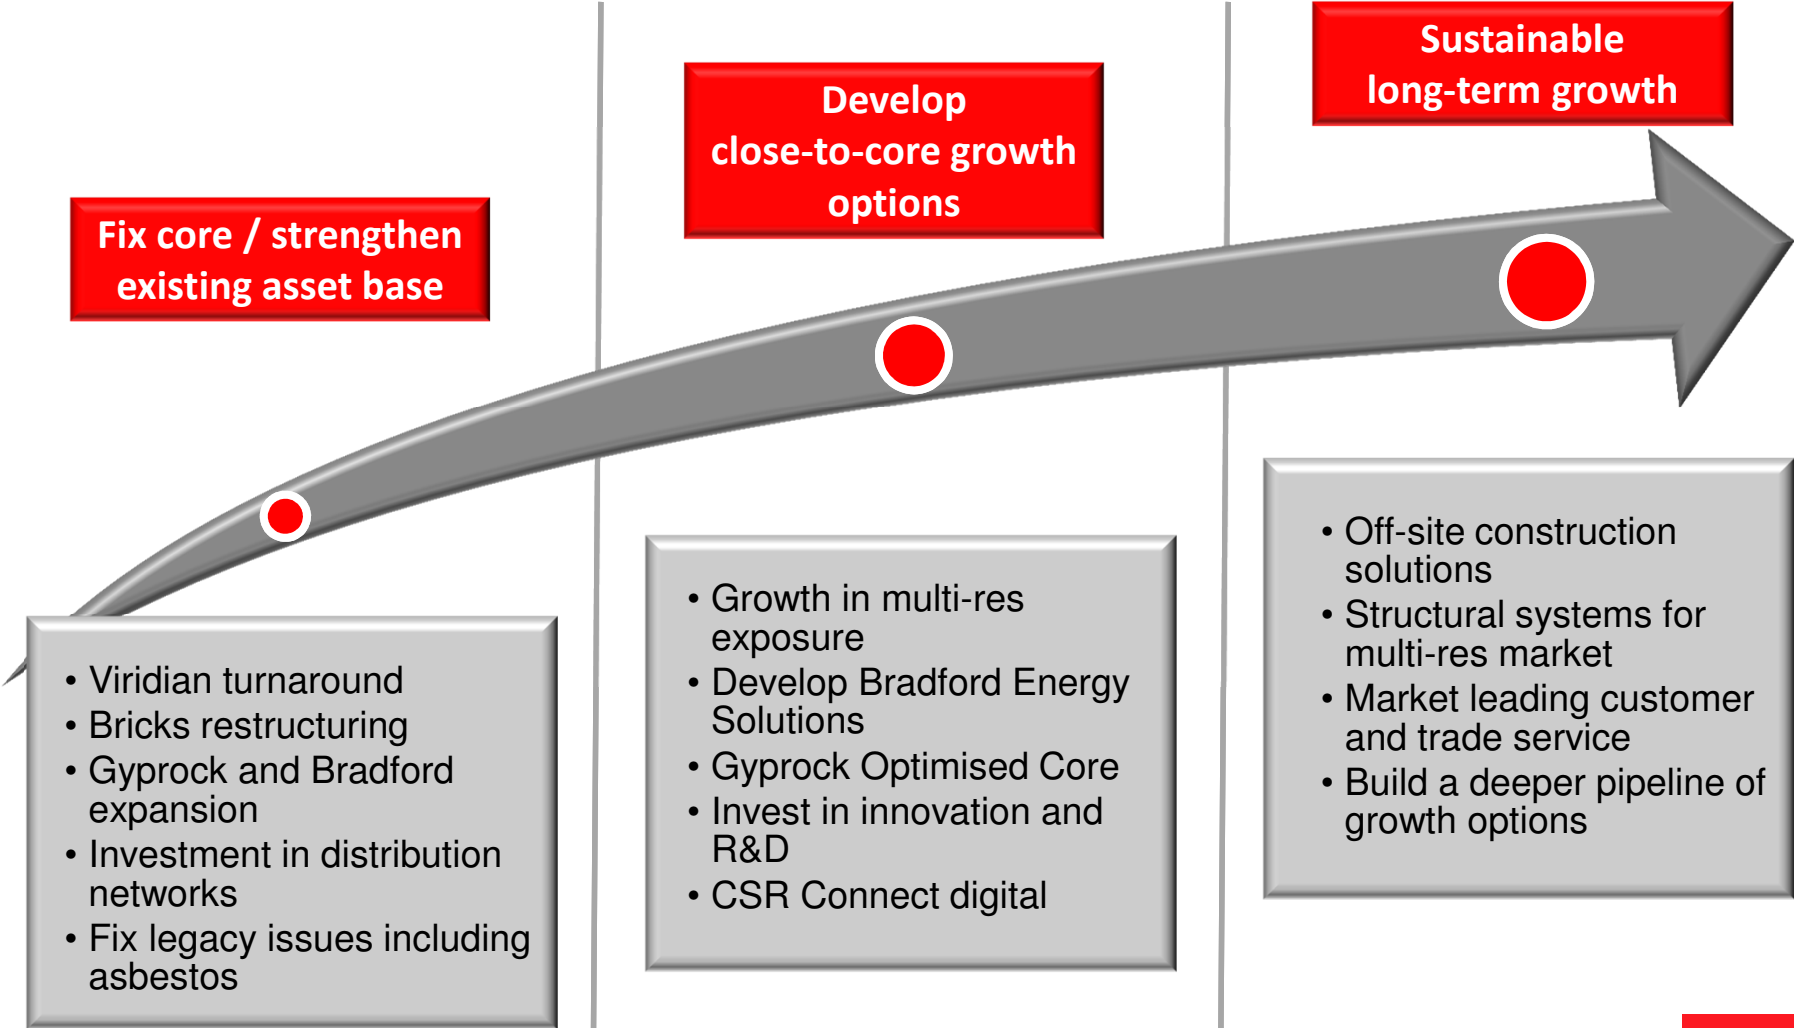 Fix core / strengthen
existing asset base
• Viridian turnaround
• Bricks restructuring
• Gyprock and Bradford
expansion
• Investment in distribution
networks
• Fix legacy issues including
asbestos
Develop
close-to-core growth
options
• Growth in multi-res
exposure
• Develop Bradford Energy
Solutions
• Gyprock Optimised Core
• Invest in innovation and
R&D
• CSR Connect digital
Sustainable
long-term growth
• Off-site construction
solutions
• Structural systems for
multi-res market
• Market leading customer
and trade service
• Build a deeper pipeline of
growth options